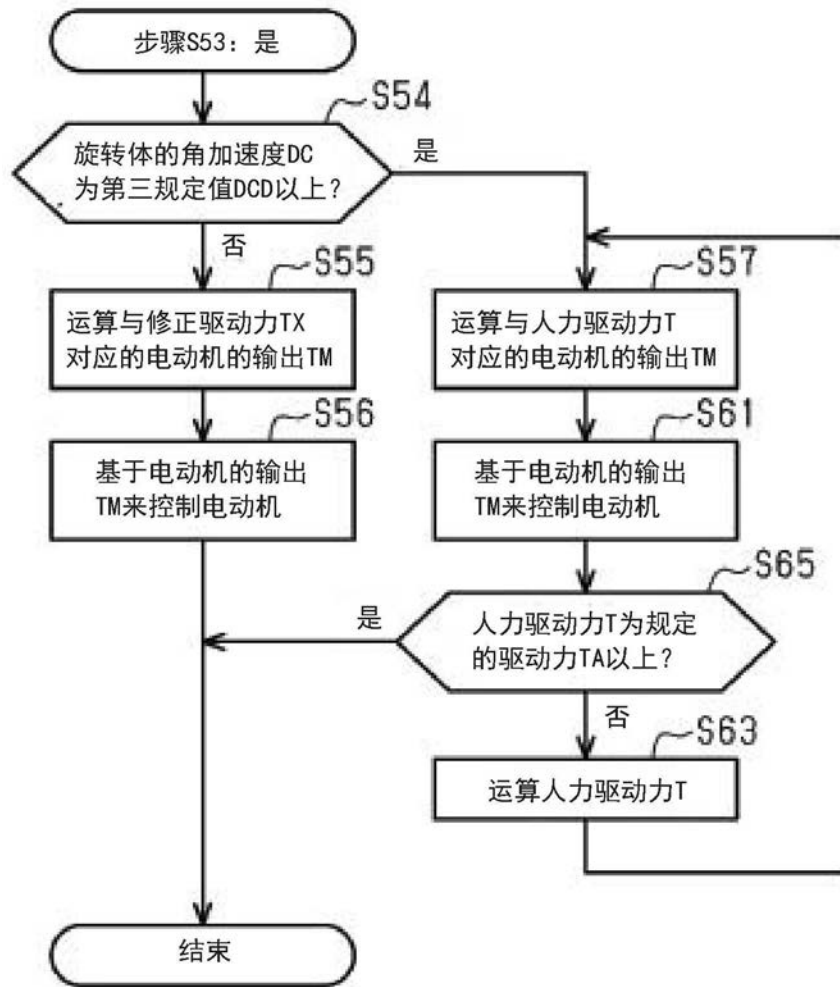 步骤S53：是
S54
旋转体的角加速度DC
为第三规定值DCD以上？
是
否
S55
运算与修正驱动力TX
对应的电动机的输出TM
S57
运算与人力驱动力T
对应的电动机的输出TM
S56
基于电动机的输出
TM来控制电动机
S61
基于电动机的输出
TM来控制电动机
S65
是
人力驱动力T为规定
的驱动力TA以上？
否
S63
运算人力驱动力T
结束